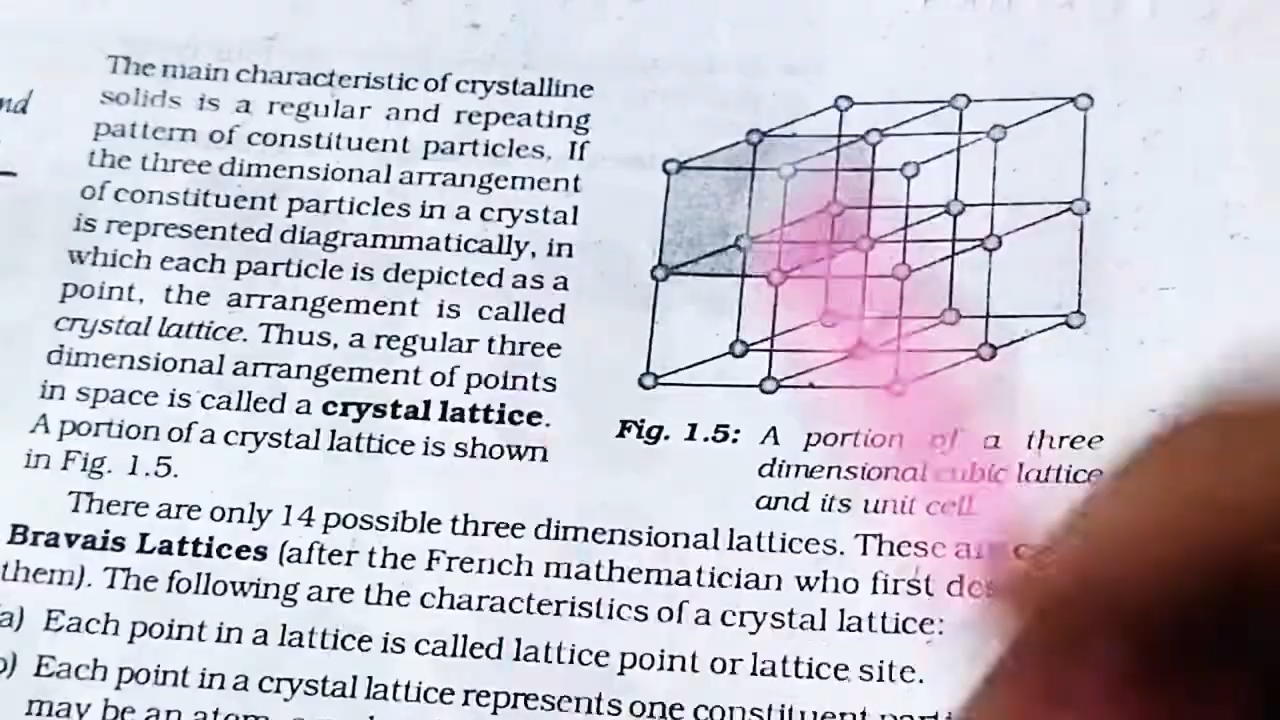 nd
The main characteristic of crystalline
solids is a regular and repeating
pattern of constituent particles. If
the three dimensional arrangement
of constituent particles in a crystal
is represented diagrammatically, in
which each particle is depicted as a
point, the arrangement is called
crystal lattice. Thus, a regular three
dimensional arrangement of points
in space is called a crystal lattice.
A portion of a crystal lattice is shown
in Fig. 1.5.
Fig. 1.5: A portion of a three
dimensional cubic lattice
and its unit cell
There are only 14 possible three dimensional lattices. These
Bravais Lattices (after the French mathematician who first
them). The following are the characteristics of a crystal lattice:
a) Each point in a lattice is called lattice point or lattice site.
Each point in a crystal lattice represents one constituent
may be an atom,